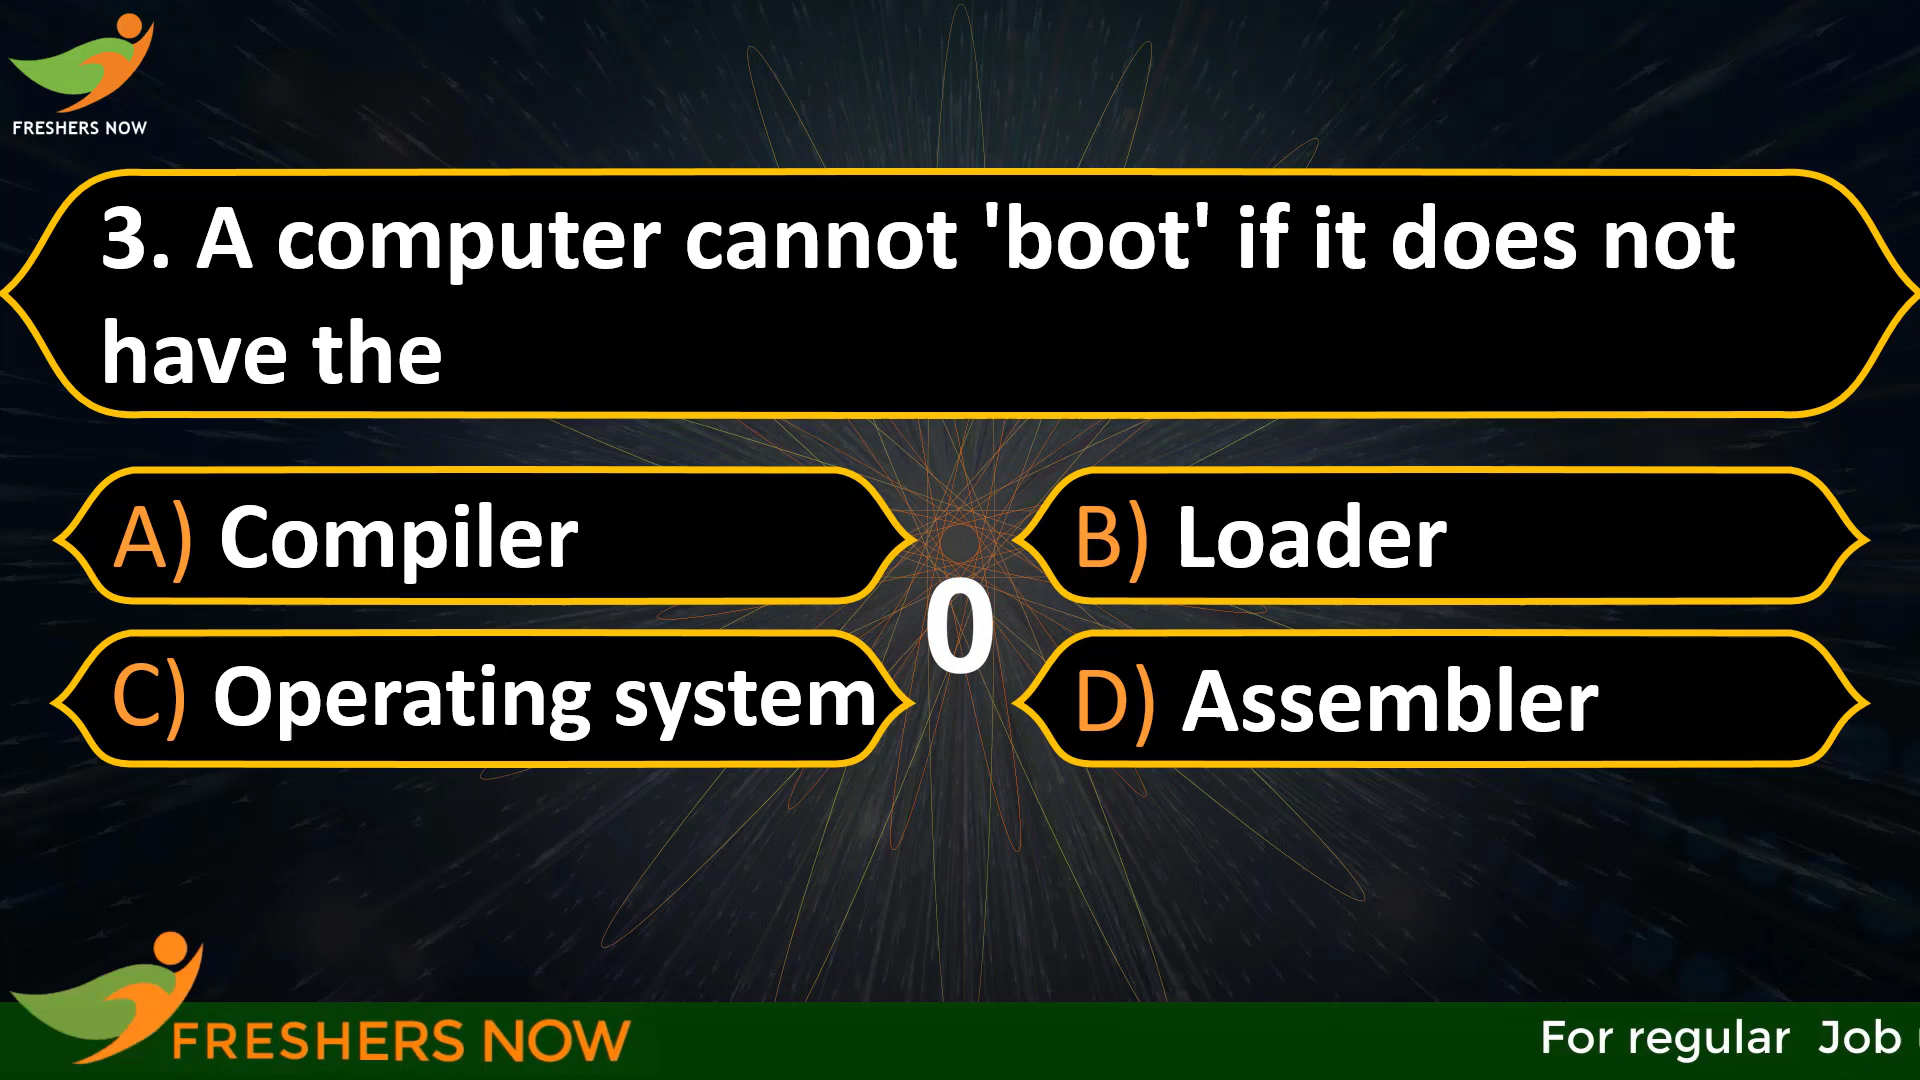 FRESHERS NOW
3. A computer cannot 'boot' if it does not
have the
A) Compiler
B) Loader
0
C) Operating system
D) Assembler
FRESHERS NOW
For regular Job